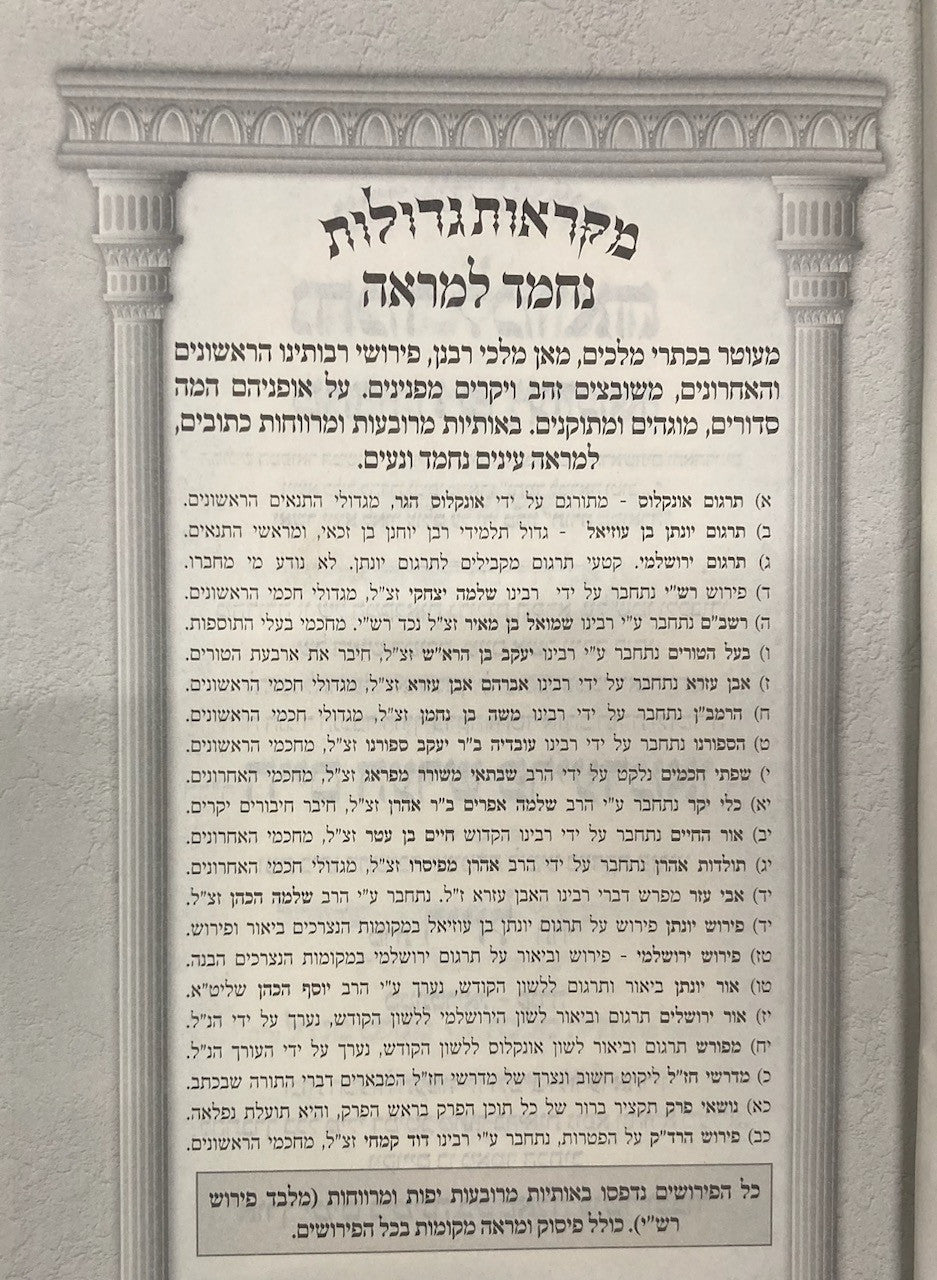 מקראות גדולות
נחמד למראה
מעוטר בכתרי מלכים, מאן מלכי רבנן, פירושי רבותינו הראשונים
והאחרונים, משובצים זהב ויקרים מפנינים. על אופניהם המה
סדורים, מוגהים ומתוקנים. באותיות מרובעות ומרווחות כתובים,
למראה עינים נחמד ונעים.
א) תרגום אונקלוס - מתורגם על ידי אונקלוס הגר, מגדולי התנאים הראשונים.
ב) תרגום יונתן בן עוזיאל - גדול תלמידי רבן יוחנן בן זכאי, ומראשי התנאים.
ג) תרגום ירושלמי. קטעי תרגום מקבילים לתרגום יונתן. לא נודע מי מחברו.
ד) פירוש רש"י נתחבר על ידי רבינו שלמה יצחקי זצ"ל, מגדולי חכמי הראשונים.
ה) רשב"ם נתחבר ע"י רבינו שמואל בן מאיר זצ"ל נכד רש"י. מחכמי בעלי התוספות.
ו) בעל הטורים נתחבר ע"י רבינו יעקב בן הרא"ש זצ"ל, חיבר את ארבעת הטורים.
ז) אבן עזרא נתחבר על ידי רבינו אברהם אבן עזרא זצ"ל, מגדולי חכמי הראשונים.
ח) הרמב"ן נתחבר על ידי רבינו משה בן נחמן זצ"ל, מגדולי חכמי הראשונים.
ט) הספורנו נתחבר על ידי רבינו עובדיה ב"ר יעקב ספורנו זצ"ל, מחכמי הראשונים.
י) שפתי חכמים נלקט על ידי הרב שבתאי משורר מפראג זצ"ל, מחכמי האחרונים.
יא) כלי יקר נתחבר ע"י הרב שלמה אפרים ב"ר אהרן זצ"ל, חיבר חיבורים יקרים.
יב) אור החיים נתחבר על ידי רבינו הקדוש חיים בן עטר זצ"ל, מחכמי האחרונים.
יג) תולדות אהרן נתחבר על ידי הרב אהרן מפיסרו זצ"ל, מגדולי חכמי האחרונים.
יד) אבי עזר מפרש דברי רבינו האבן עזרא ז"ל. נתחבר ע"י הרב שלמה הכהן זצ"ל.
יד) פירוש יונתן פירוש על תרגום יונתן בן עוזיאל במקומות הנצרכים ביאור ופירוש.
טז) פירוש ירושלמי - פירוש וביאור על תרגום ירושלמי במקומות הנצרכים הבנה.
טו) אור יונתן ביאור ותרגום ללשון הקודש, נערך ע"י הרב יוסף הכהן שליט"א.
יז) אור ירושלים תרגום וביאור לשון הירושלמי ללשון הקודש, נערך על ידי הנ"ל.
יח) מפורש תרגום וביאור לשון אונקלוס ללשון הקודש, נערך על ידי העורך הנ"ל.
כ) מדרשי חז"ל ליקוט חשוב ונצרך של מדרשי חז"ל המבארים דברי התורה שבכתב.
כא) נושאי פרק תקציר ברור של כל תוכן הפרק בראש הפרק, והיא תועלת נפלאה.
כב) פירוש הרד"ק על הפטרות, נתחבר ע"י רבינו דוד קמחי זצ"ל, מחכמי הראשונים.
כל הפירושים נדפסו באותיות מרובעות יפות ומרווחות (מלבד פירוש
רש"י). כולל פיסוק ומראה מקומות בכל הפירושים.